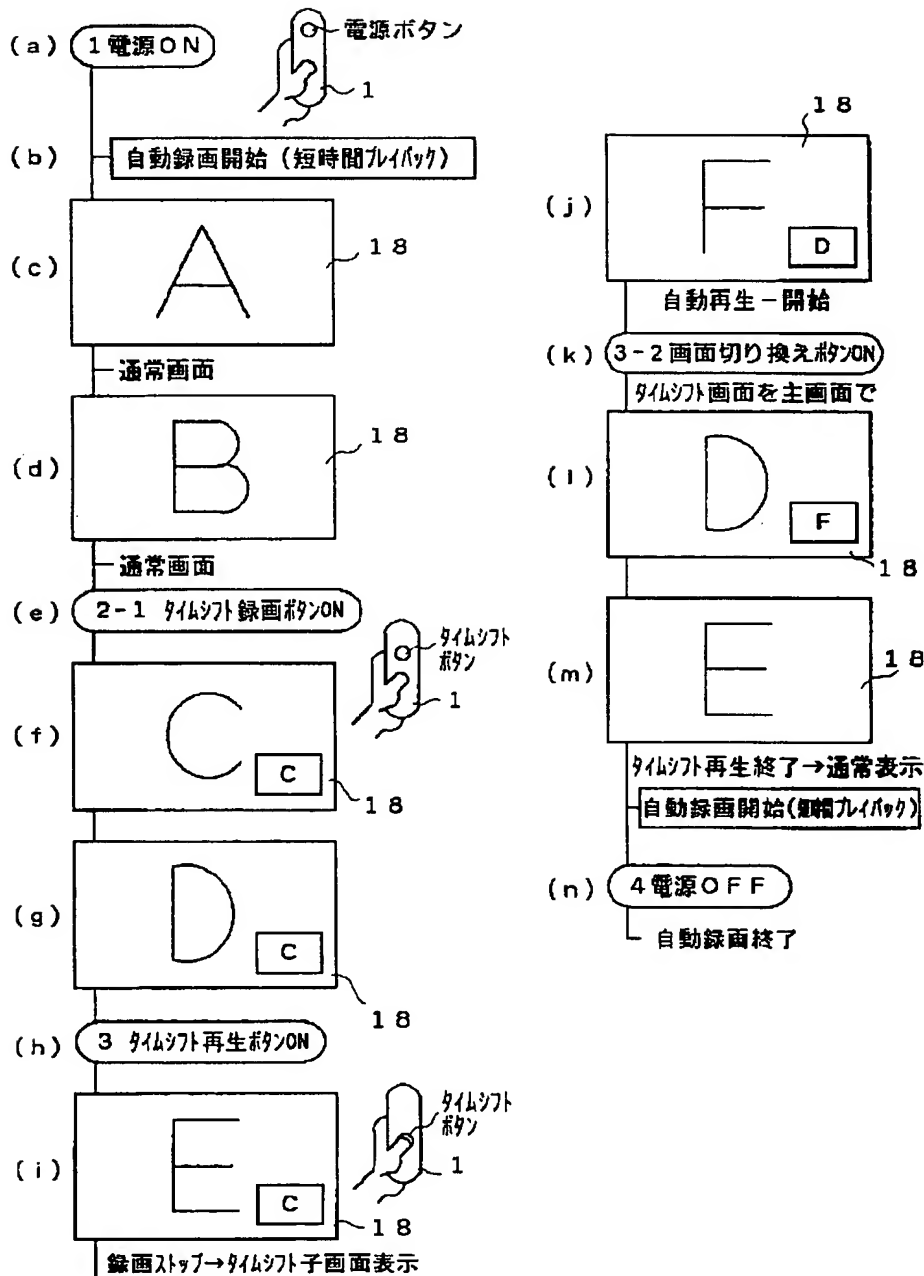 (a) 1電源ON
電源ボタン
1
(b) 自動録画開始 (短時間プレイバック)
(c) A 18
通常画面
(d) B 18
通常画面
(e) 2-1 タイムシフト録画ボタンON
タイムシフト
ボタン
1
(f) C
C
18
(g) D
C
18
(h) 3 タイムシフト再生ボタンON
タイムシフト
ボタン
1
(i) E
C
18
録画ストップ→タイムシフト子画面表示
18
(j) F
D
自動再生-開始
(k) 3-2画面切り換えボタンON
タイムシフト画面を主画面で
(l) D
F
18
(m) E 18
タイムシフト再生終了→通常表示
自動録画開始(プレイバック)
(n) 4電源OFF
自動録画終了